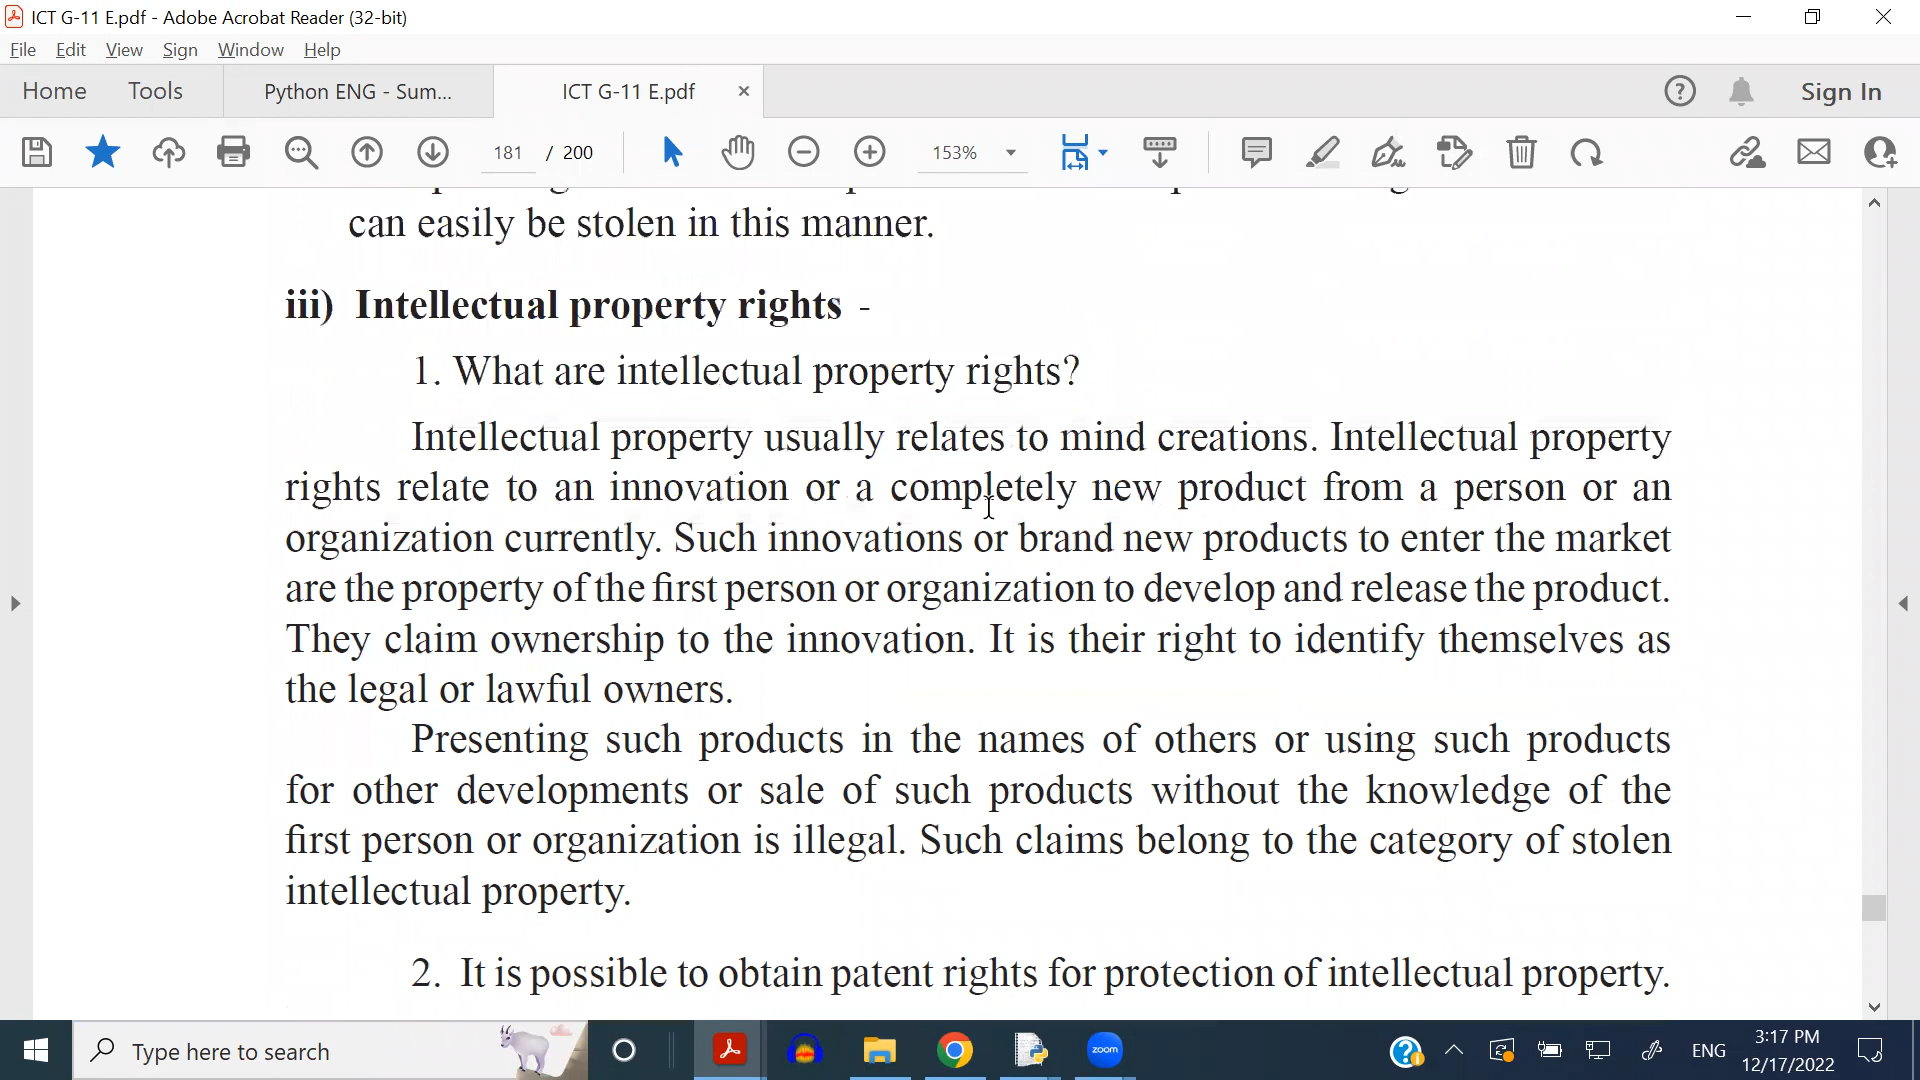 ICT G-11 E.pdf - Adobe Acrobat Reader (32-bit)
File Edit View Sign Window Help
Home Tools Python ENG - Sum... ICT G-11 E.pdf × Sign In
181 / 200 153%
can easily be stolen in this manner.
iii) Intellectual property rights -
1. What are intellectual property rights?
Intellectual property usually relates to mind creations. Intellectual property
rights relate to an innovation or a completely new product from a person or an
organization currently. Such innovations or brand new products to enter the market
are the property of the first person or organization to develop and release the product.
They claim ownership to the innovation. It is their right to identify themselves as
the legal or lawful owners.
Presenting such products in the names of others or using such products
for other developments or sale of such products without the knowledge of the
first person or organization is illegal. Such claims belong to the category of stolen
intellectual property.
2. It is possible to obtain patent rights for protection of intellectual property.
Type here to search
zoom
ENG
3:17 PM
12/17/2022